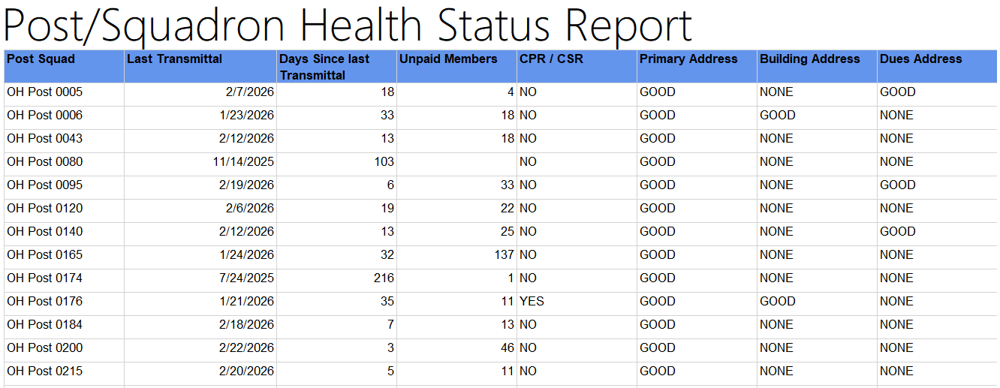 Post/Squadron Health Status Report
Post Squad Last Transmittal Days Since last Transmittal Unpaid Members CPR / CSR Primary Address Building Address Dues Address
OH Post 0005 2/7/2026 18 4 NO GOOD NONE GOOD
OH Post 0006 1/23/2026 33 18 NO GOOD GOOD NONE
OH Post 0043 2/12/2026 13 18 NO GOOD NONE NONE
OH Post 0080 11/14/2025 103 NO GOOD NONE NONE
OH Post 0095 2/19/2026 6 33 NO GOOD NONE GOOD
OH Post 0120 2/6/2026 19 22 NO GOOD NONE NONE
OH Post 0140 2/12/2026 13 25 NO GOOD NONE GOOD
OH Post 0165 1/24/2026 32 137 NO GOOD NONE NONE
OH Post 0174 7/24/2025 216 1 NO GOOD NONE NONE
OH Post 0176 1/21/2026 35 11 YES GOOD GOOD NONE
OH Post 0184 2/18/2026 7 13 NO GOOD NONE NONE
OH Post 0200 2/22/2026 3 46 NO GOOD NONE NONE
OH Post 0215 2/20/2026 5 11 NO GOOD NONE NONE